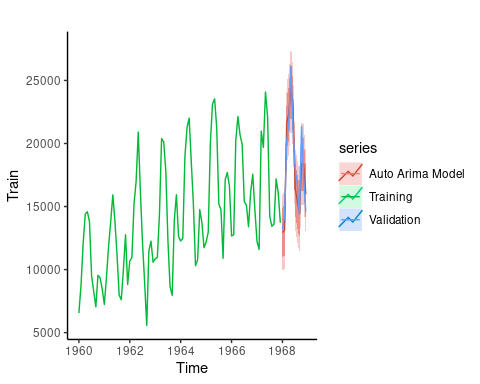 25000
20000
15000
10000
5000
Train
1960
1962
1964
1966
1968
Time
series
Auto Arima Model
Training
Validation